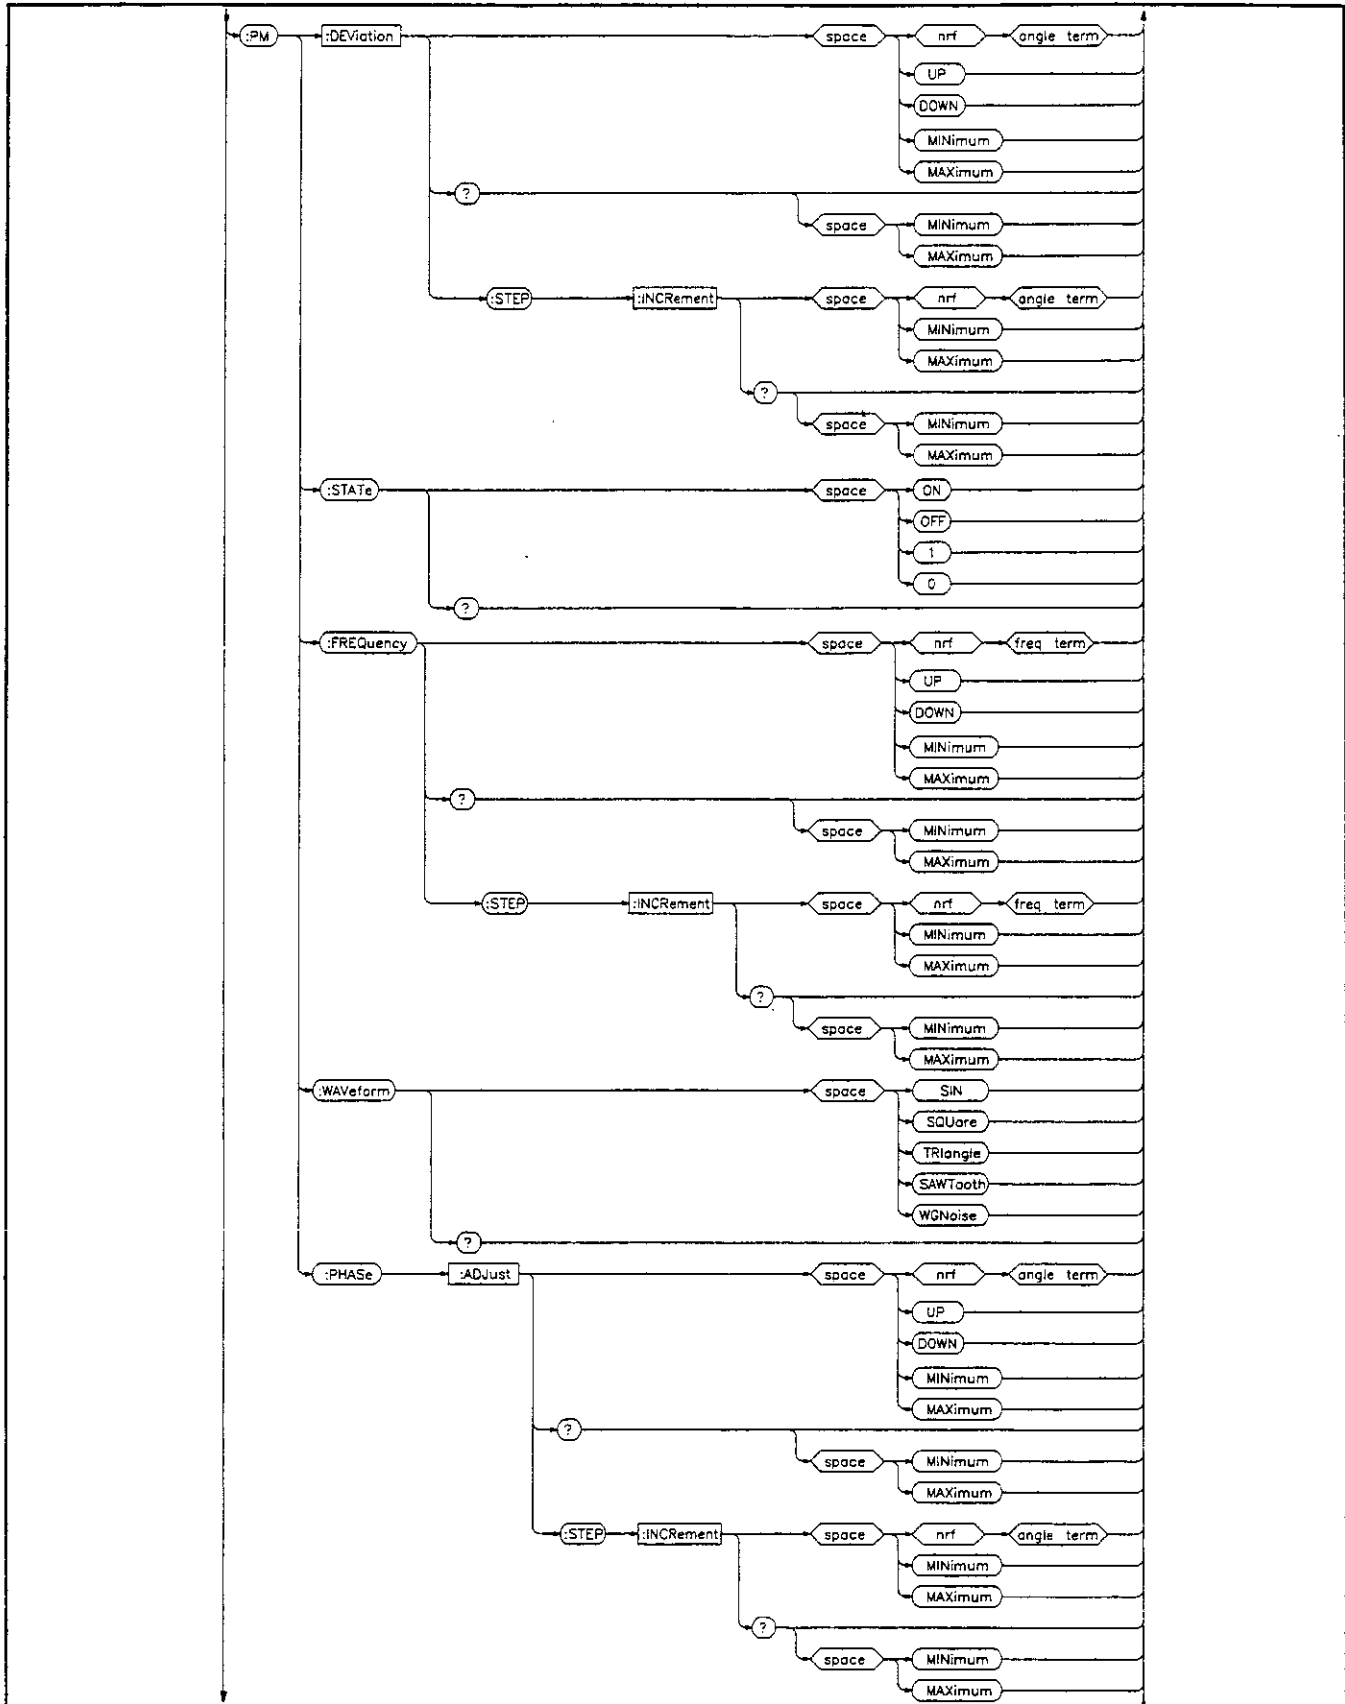 :PM :DEViation space nrf angle term
UP
DOWN
MINimum
MAXimum
?
space MINimum
MAXimum
:STEP :INCRement space nrf angle term
MINimum
MAXimum
?
space MINimum
MAXimum
:STATe space ON
OFF
1
0
?
:FREQuency space nrf freq term
UP
DOWN
MINimum
MAXimum
?
space MINimum
MAXimum
:STEP :INCRement space nrf freq term
MINimum
MAXimum
?
space MINimum
MAXimum
:WAVeform space SIN
SQUare
TRIangle
SAWTooth
WGNoise
?
:PHASe :ADJust space nrf angle term
UP
DOWN
MINimum
MAXimum
?
space MINimum
MAXimum
:STEP :INCRement space nrf angle term
MINimum
MAXimum
?
space MINimum
MAXimum